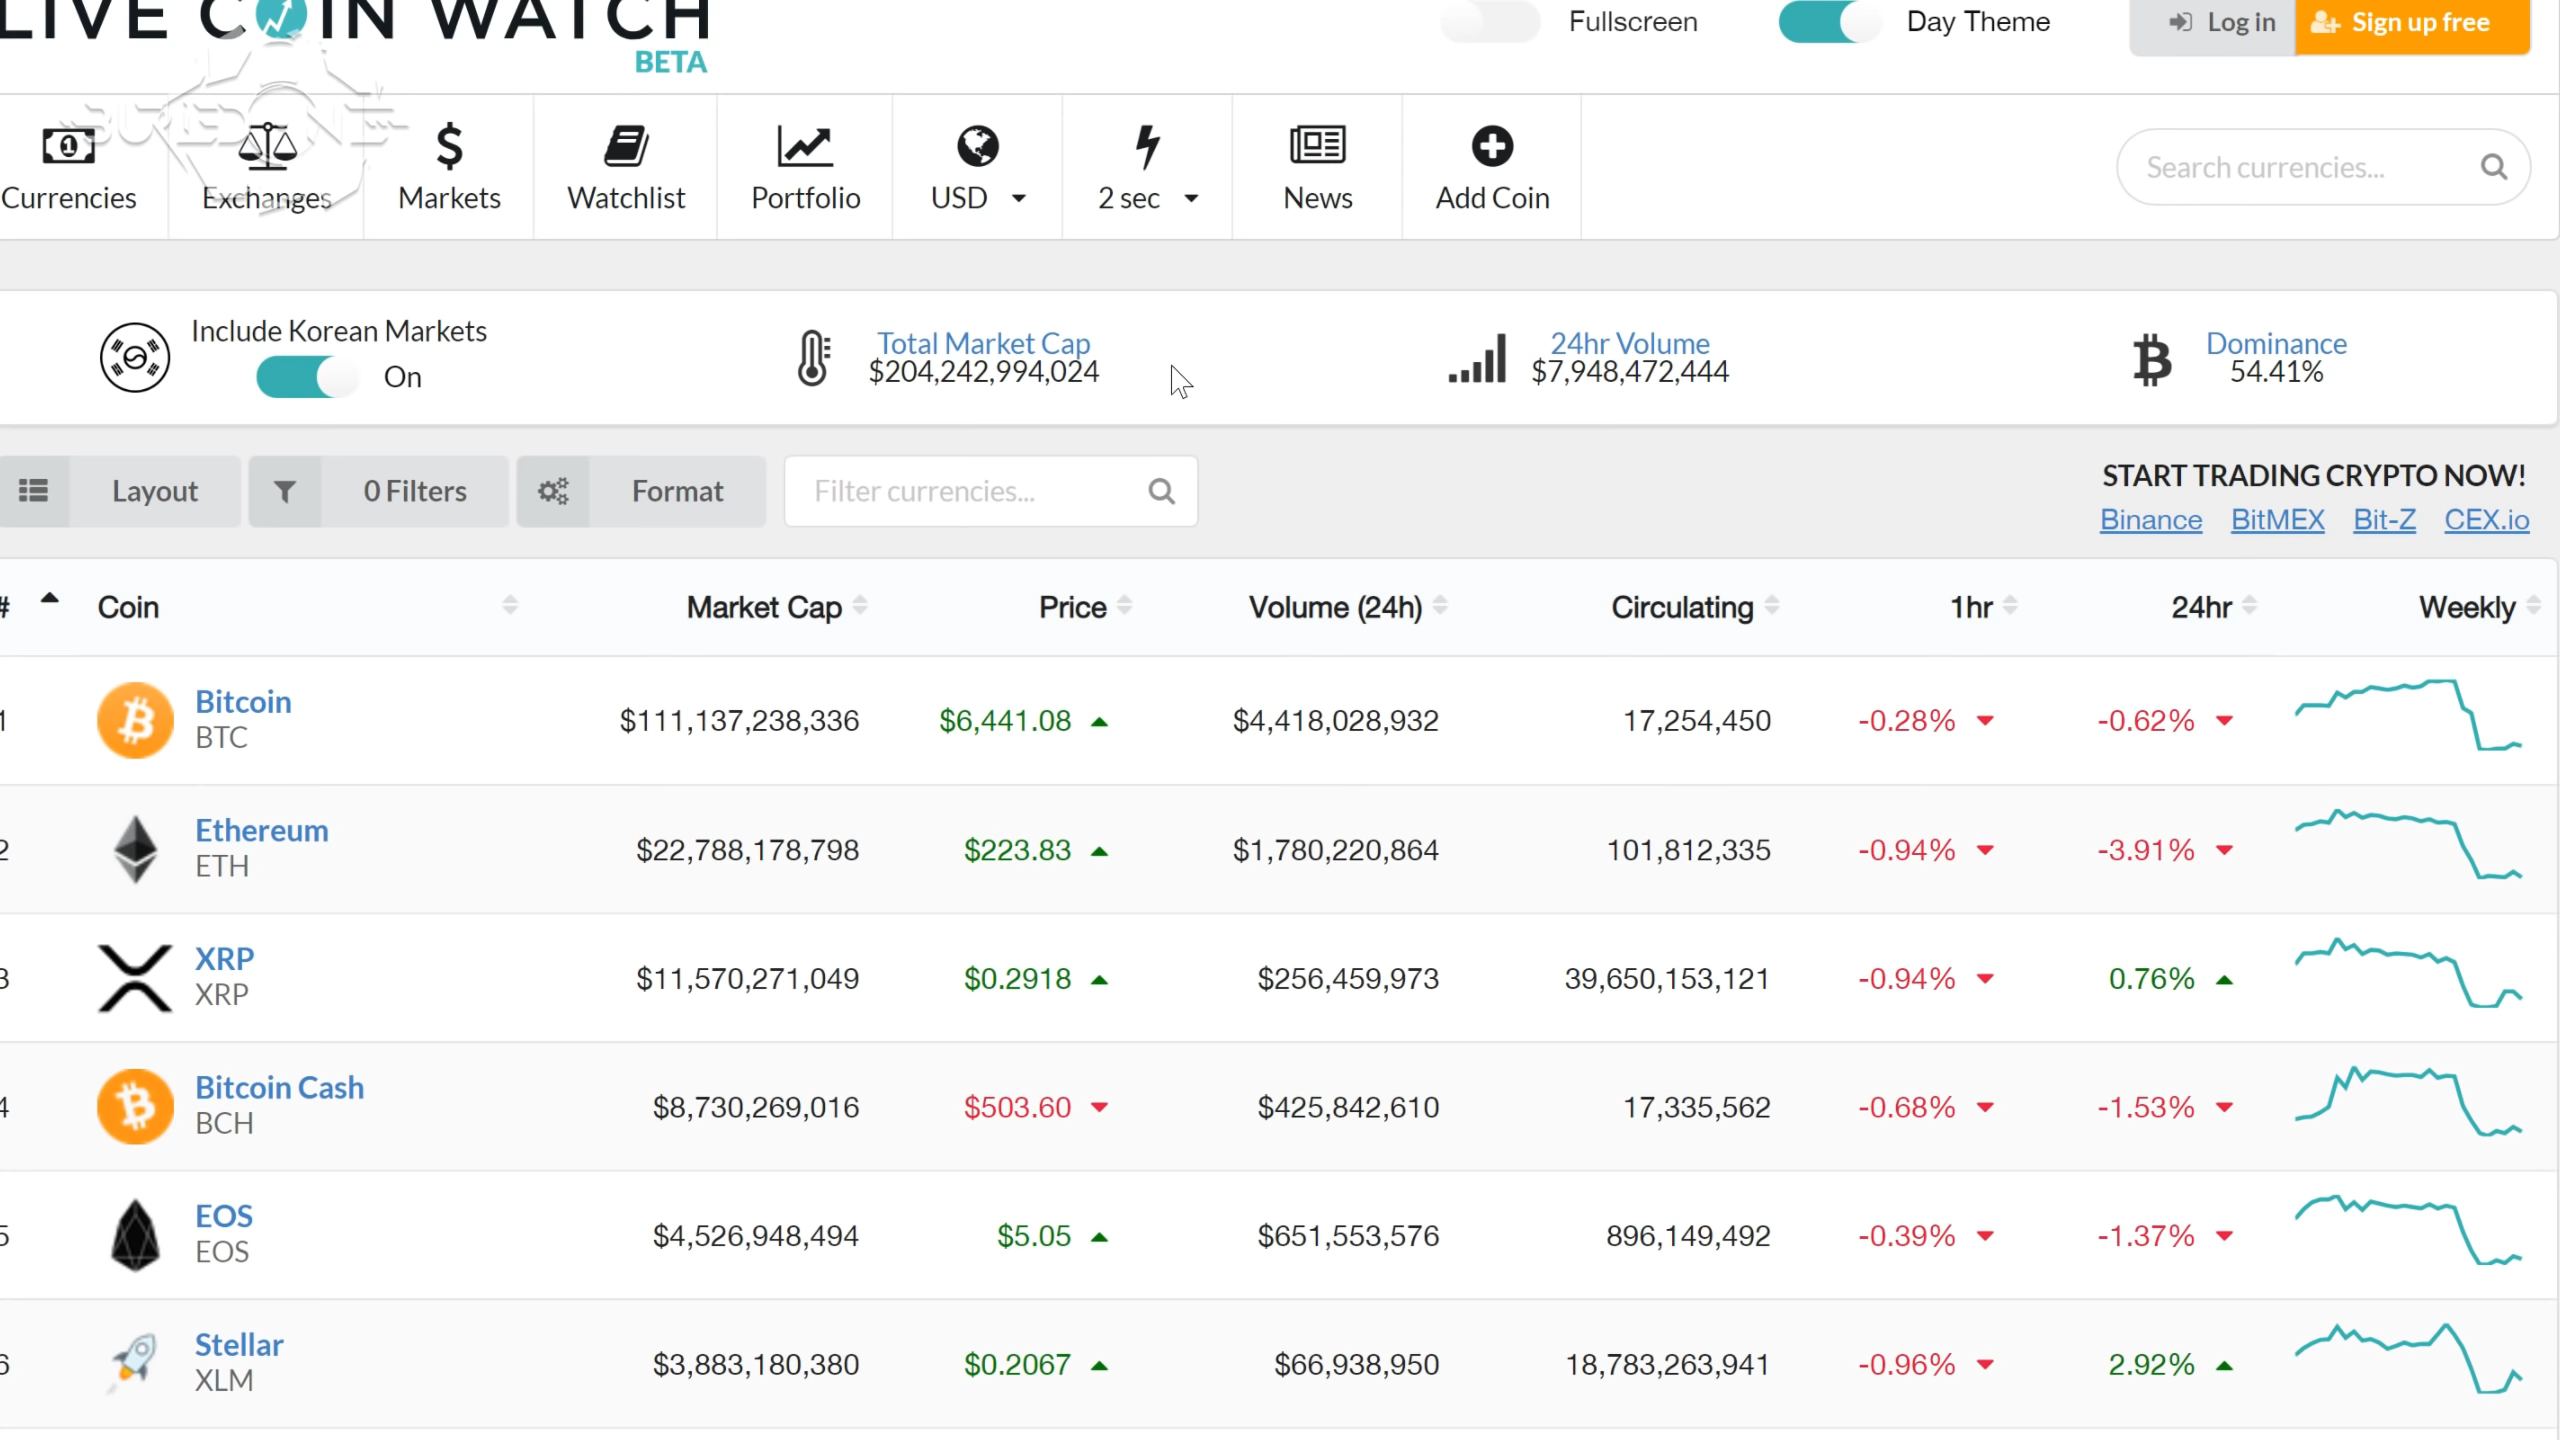 LIVE COIN WATCH
BETA
Fullscreen
Day Theme
Log in
Sign up free
Currencies
Exchanges
Markets
Watchlist
Portfolio
USD
2 sec
News
Add Coin
Search currencies...
Include Korean Markets
On
Total Market Cap
$204,242,994,024
24hr Volume
$7,948,472,444
Dominance
54.41%
Layout
0 Filters
Format
Filter currencies...
START TRADING CRYPTO NOW!
Binance BitMEX Bit-Z CEX.io
# Coin Market Cap Price Volume (24h) Circulating 1hr 24hr Weekly
1 Bitcoin $111,137,238,336 $6,441.08 $4,418,028,932 17,254,450 -0.28% -0.62%
BTC
2 Ethereum $22,788,178,798 $223.83 $1,780,220,864 101,812,335 -0.94% -3.91%
ETH
3 XRP $11,570,271,049 $0.2918 $256,459,973 39,650,153,121 -0.94% 0.76%
XRP
4 Bitcoin Cash $8,730,269,016 $503.60 $425,842,610 17,335,562 -0.68% -1.53%
BCH
5 EOS $4,526,948,494 $5.05 $651,553,576 896,149,492 -0.39% -1.37%
EOS
6 Stellar $3,883,180,380 $0.2067 $66,938,950 18,783,263,941 -0.96% 2.92%
XLM